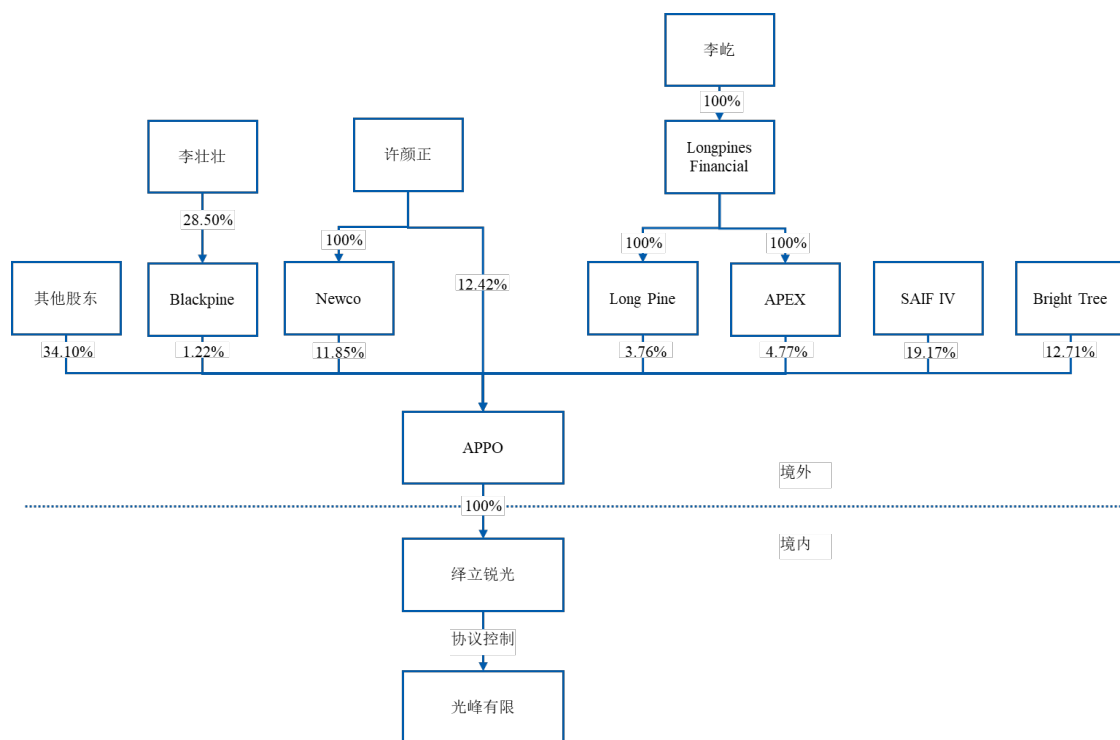 李屹
100%
李壮壮
许颜正
Longpines
Financial
28.50%
100%
100%
100%
12.42%
其他股东
Blackpine
Newco
Long Pine
APEX
SAIF IV
Bright Tree
34.10%
1.22%
11.85%
3.76%
4.77%
19.17%
12.71%
APPO
境外
100%
境内
绎立锐光
协议控制
光峰有限